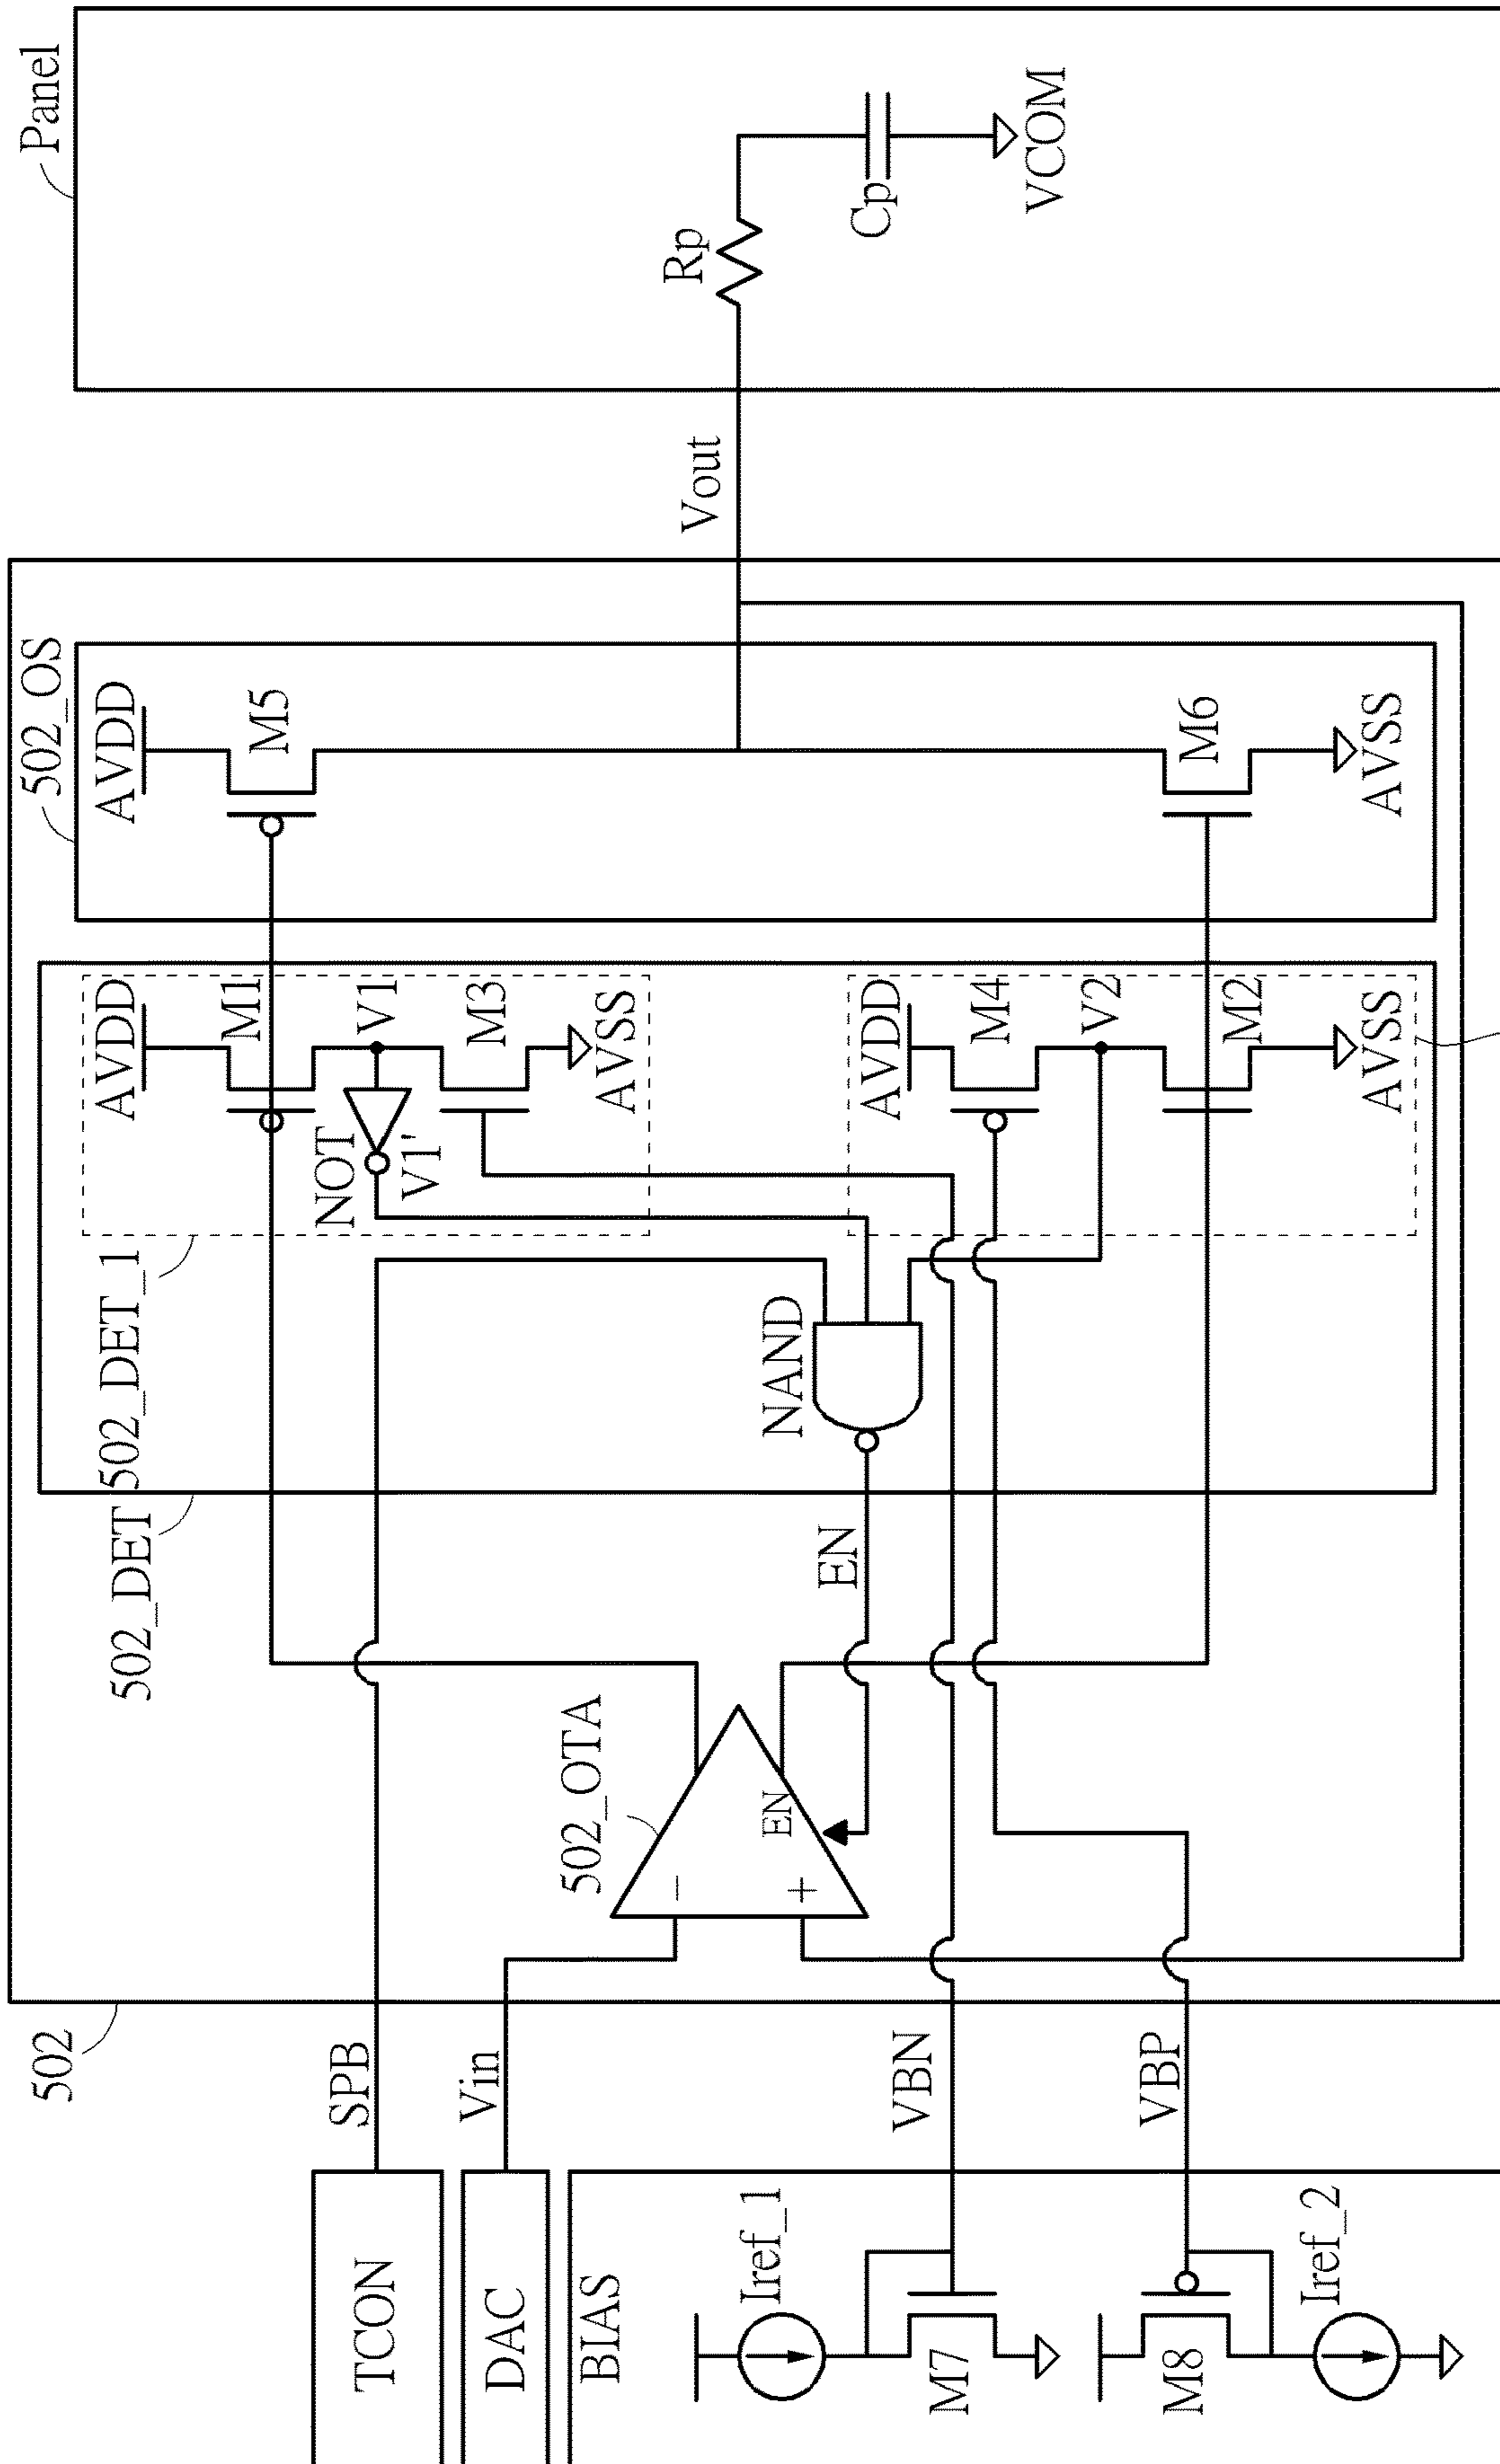 Panel
Rp
Cp
VCOM
Vout
502_OS
AVDD
M5
M6
AVSS
AVDD
M1
V1
M3
AVSS
NOT
V1'
AVDD
M4
V2
M2
AVSS
502_DET_1
502_DET
NAND
EN
502_OTA
EN
−
+
502
SPB
Vin
VBN
VBP
TCON
DAC
BIAS
Iref_1
M7
M8
Iref_2